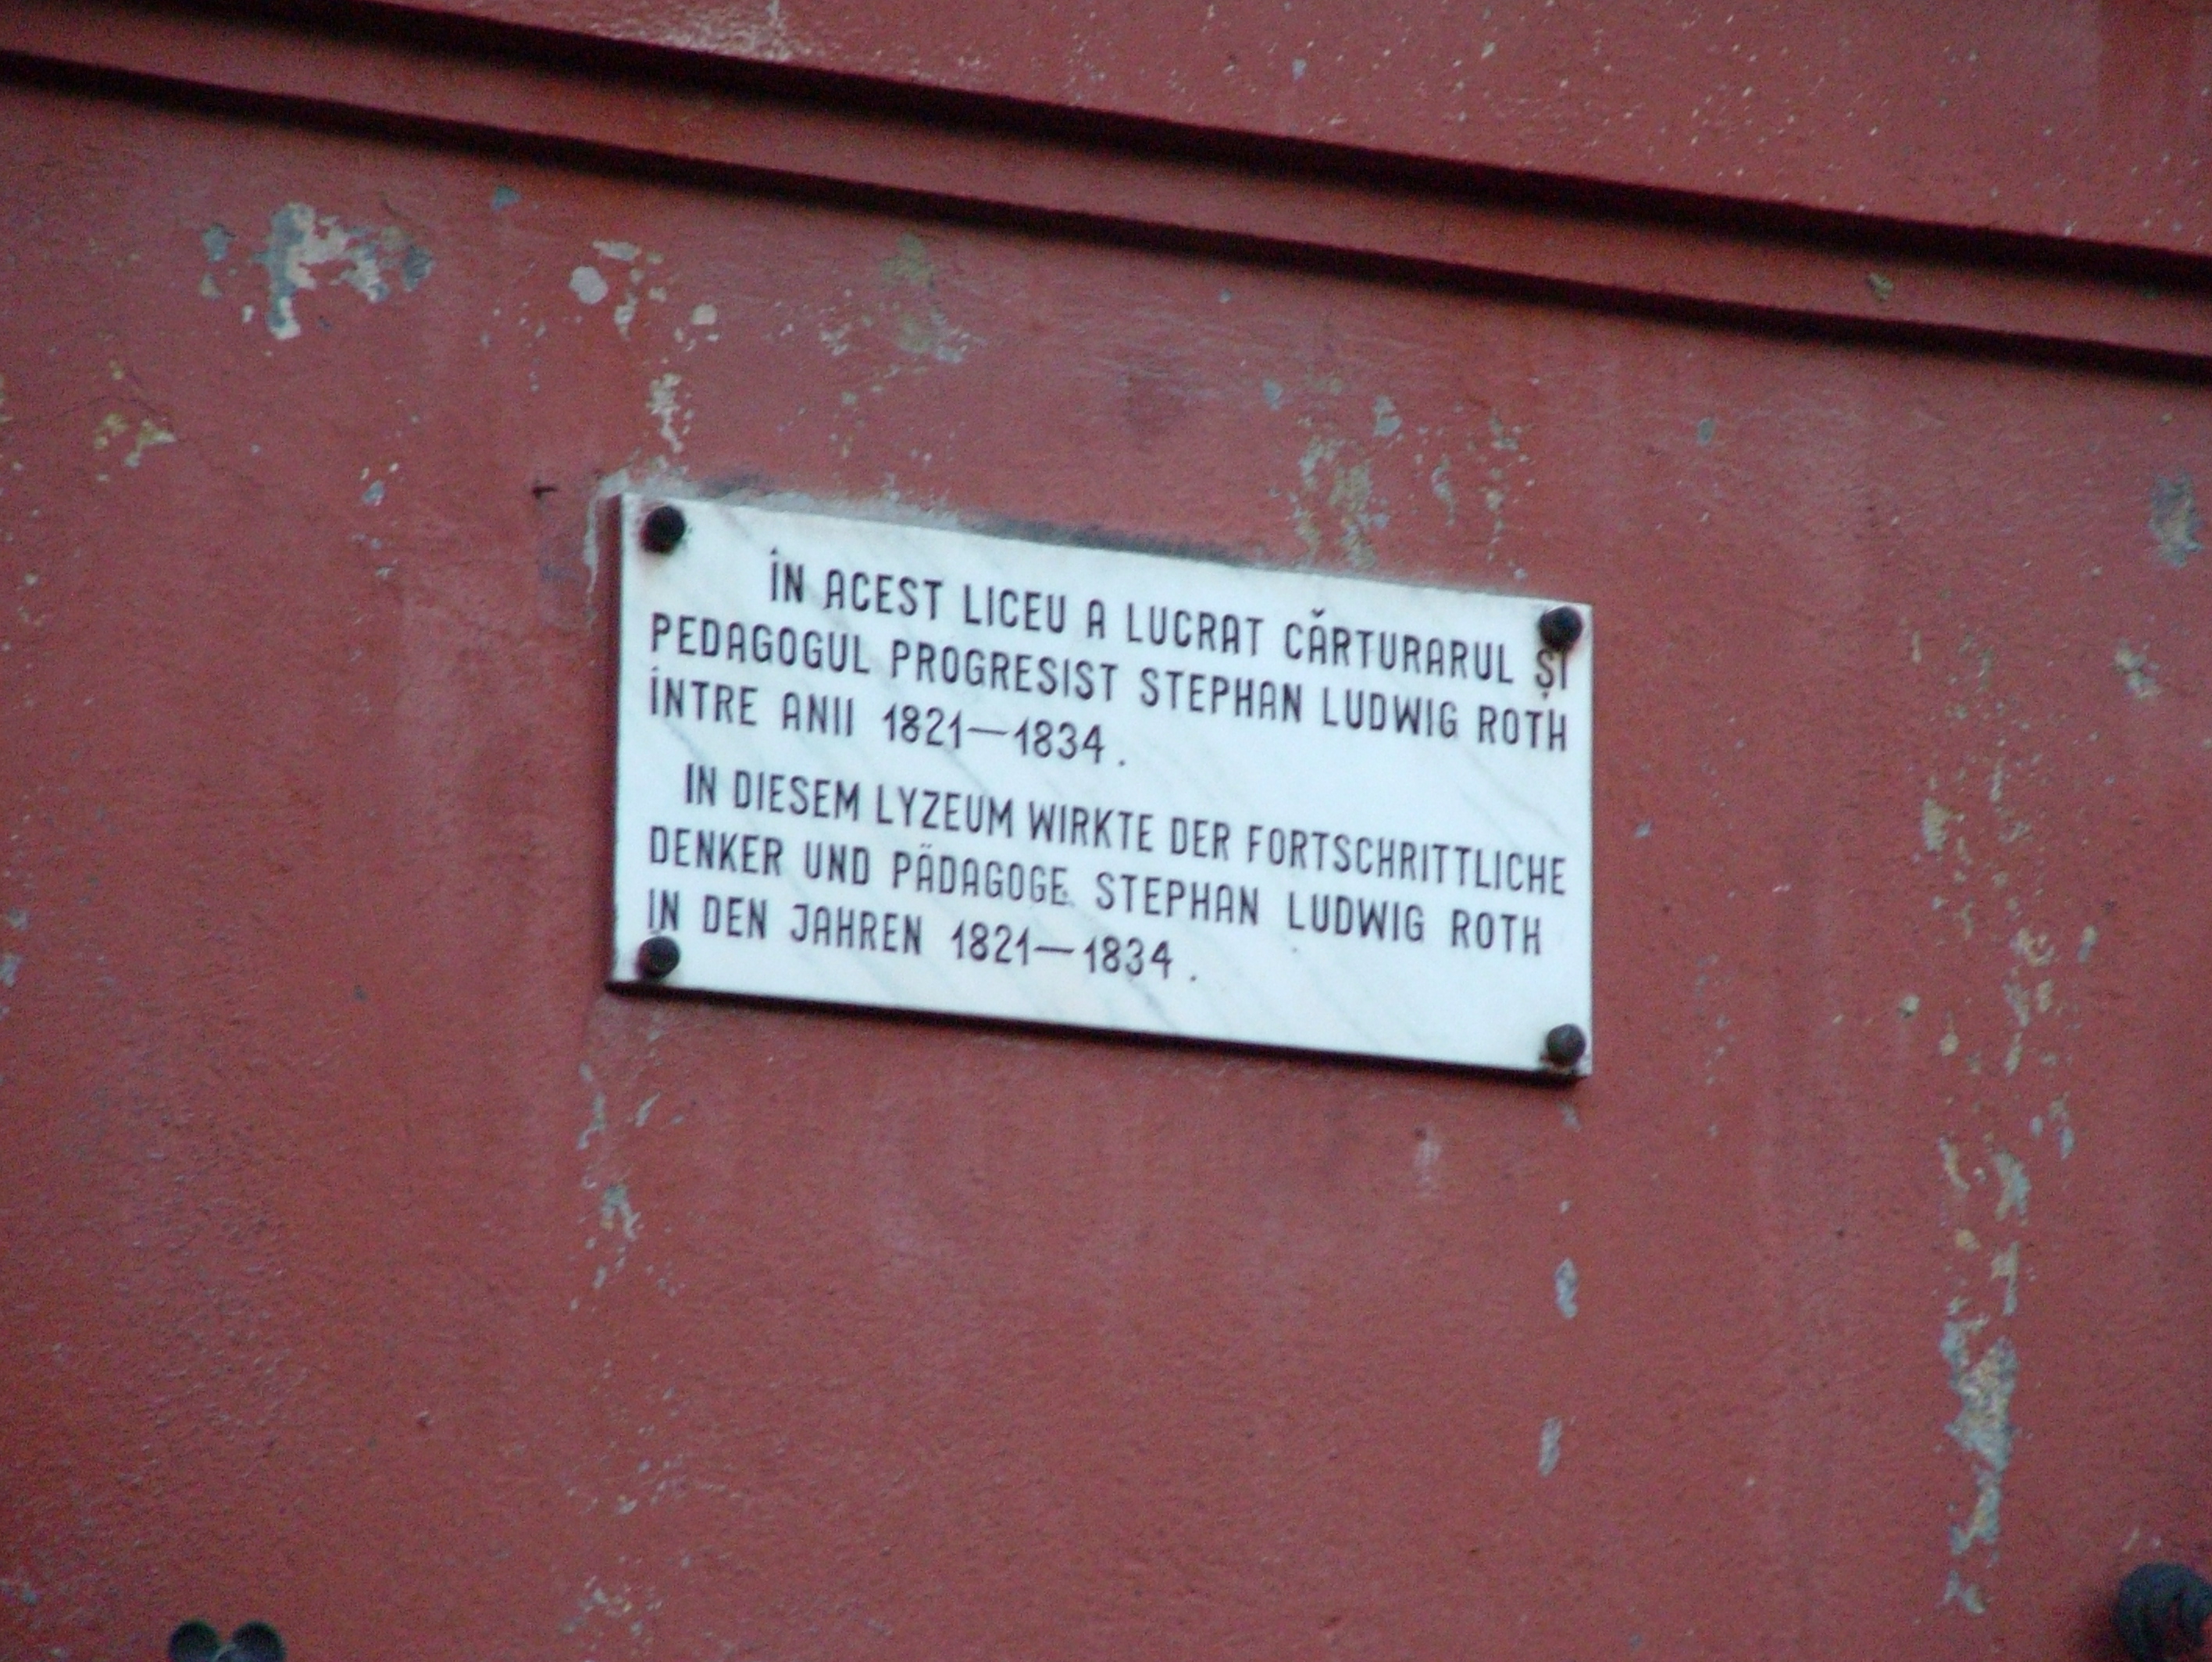 ÎN ACEST LICEU A LUCRAT CĂRTURARUL ȘI
PEDAGOGUL PROGRESIST STEPHAN LUDWIG ROTH
ÎNTRE ANII 1821—1834.
IN DIESEM LYZEUM WIRKTE DER FORTSCHRITTLICHE
DENKER UND PÄDAGOGE STEPHAN LUDWIG ROTH
IN DEN JAHREN 1821—1834.